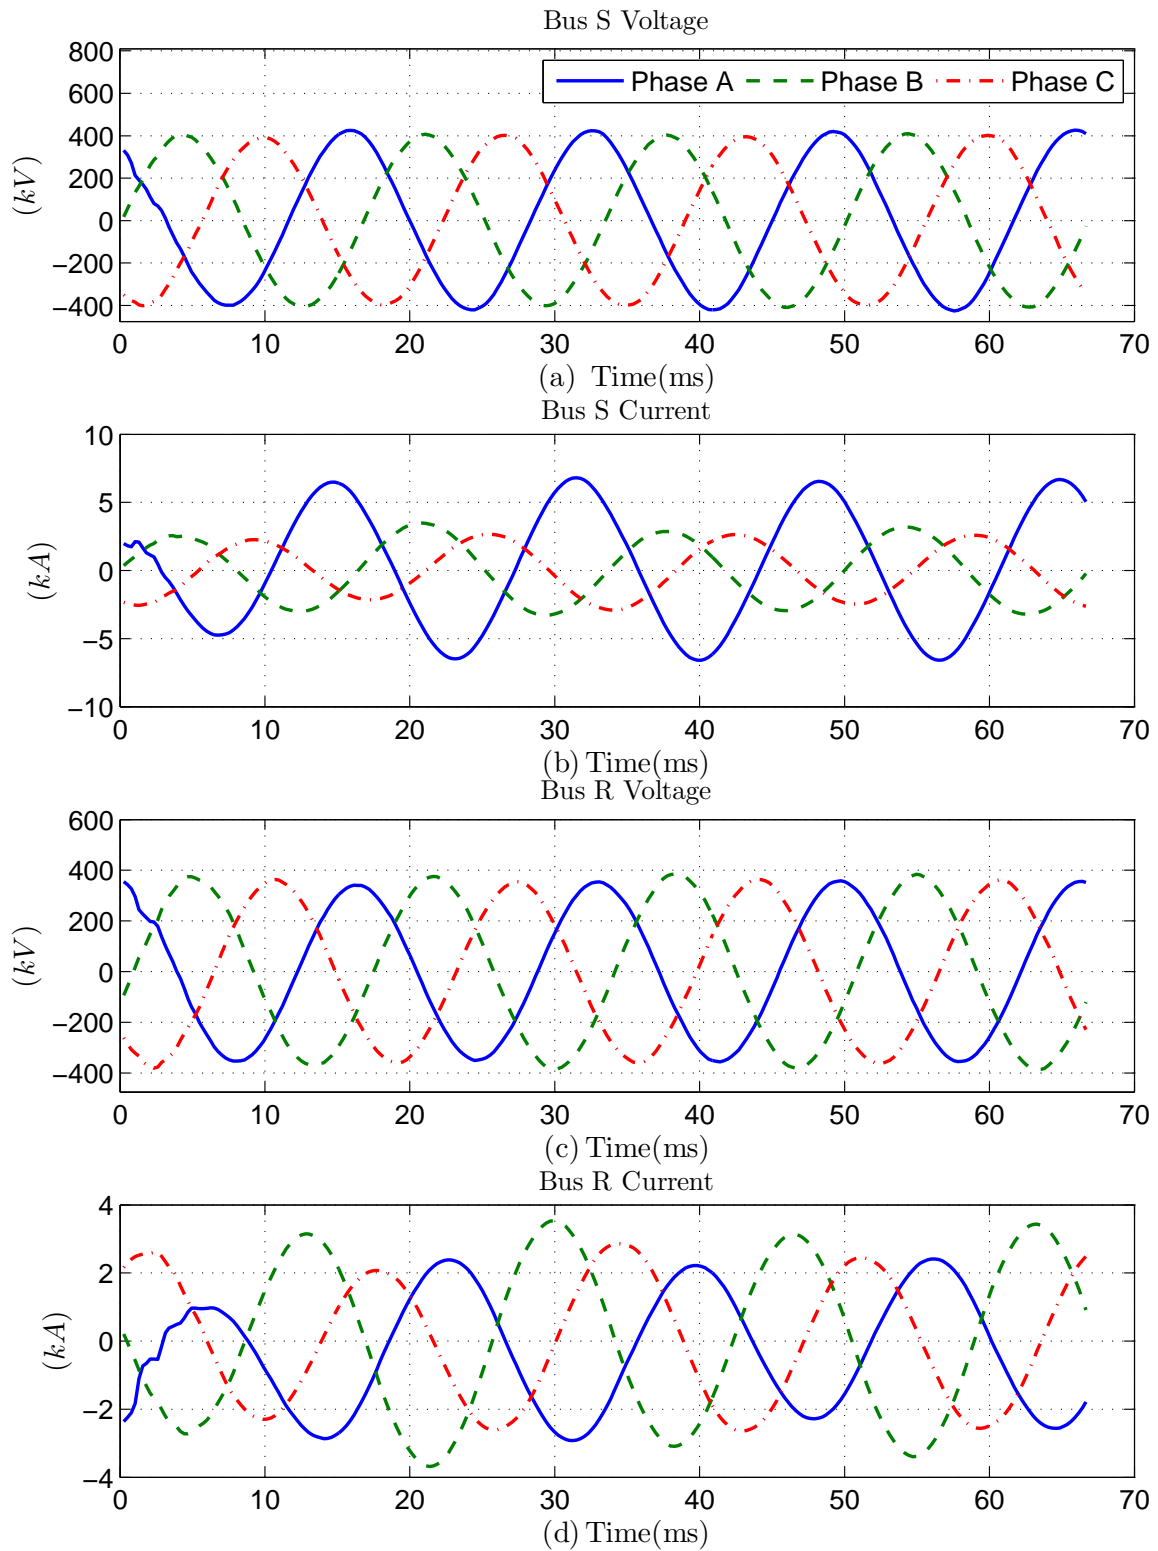 Bus S Voltage
800
600
400
200
0
−200
−400
(kV)
Phase A Phase B Phase C
0 10 20 30 40 50 60 70
(a) Time(ms)
Bus S Current
10
5
0
−5
−10
(kA)
0 10 20 30 40 50 60 70
(b) Time(ms)
Bus R Voltage
600
400
200
0
−200
−400
(kV)
0 10 20 30 40 50 60 70
(c) Time(ms)
Bus R Current
4
2
0
−2
−4
(kA)
0 10 20 30 40 50 60 70
(d) Time(ms)